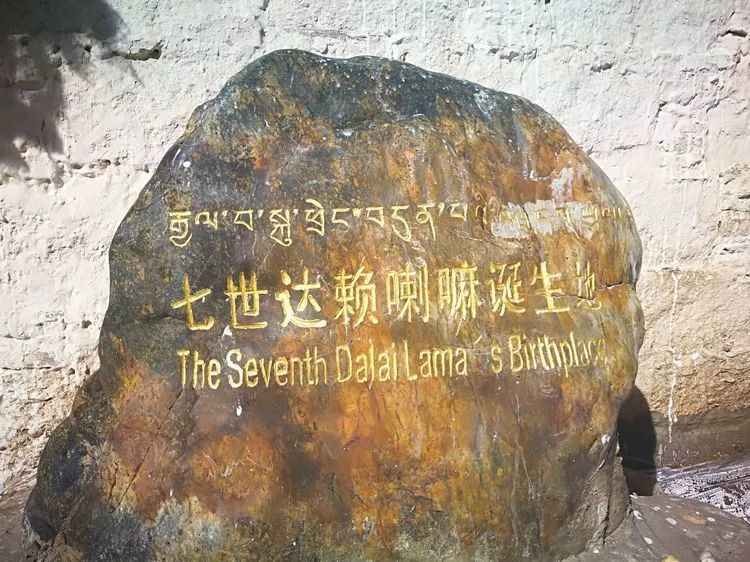 རྒྱལ་བ་སྐུ་ཕྲེང་བདུན་པ
七世达赖喇嘛诞生地
The Seventh Dalai Lama´s Birthplace